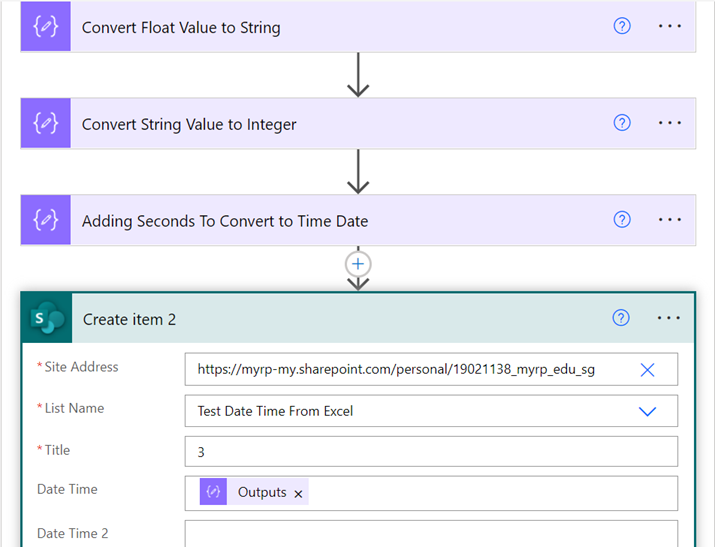 Convert Float Value to String
Convert String Value to Integer
Adding Seconds To Convert to Time Date
S
Create item 2
* Site Address
https://myrp-my.sharepoint.com/personal/19021138_myrp_edu_sg
* List Name
Test Date Time From Excel
* Title
3
Date Time
Outputs ×
Date Time 2